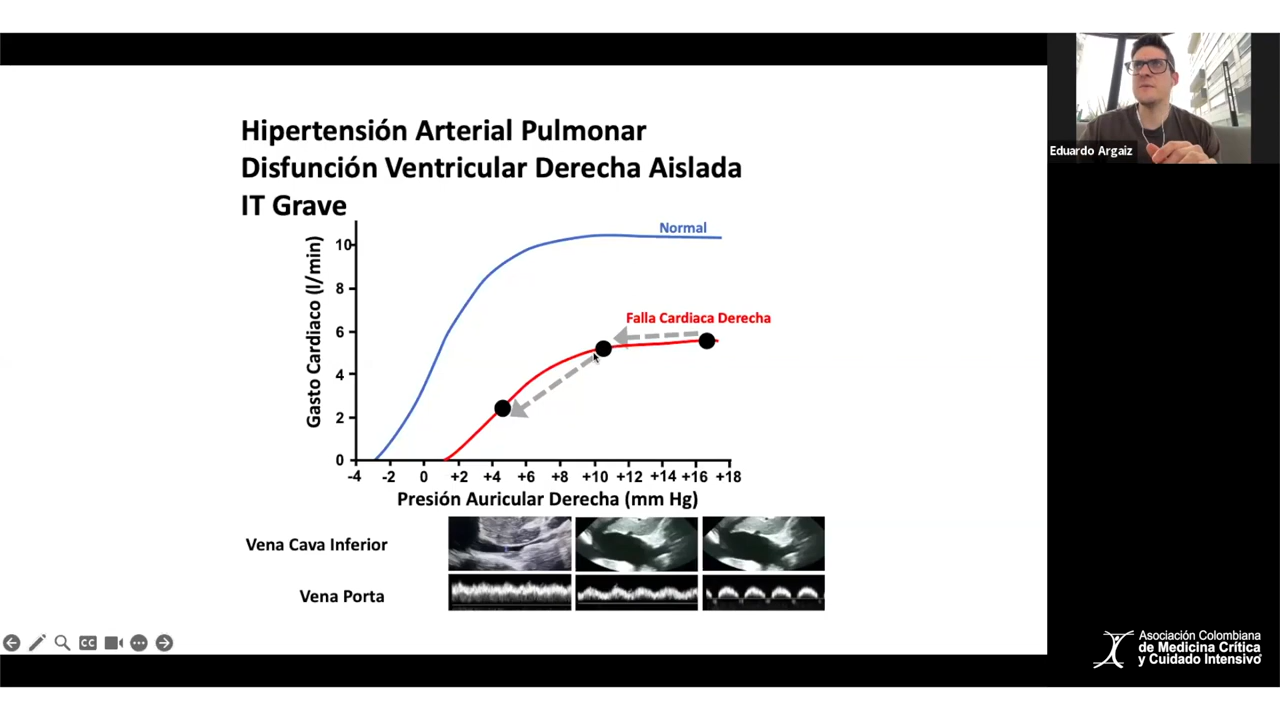 Hipertensión Arterial Pulmonar
Disfunción Ventricular Derecha Aislada
IT Grave
Eduardo Argaiz
Gasto Cardiaco (l/min)
10
8
6
4
2
0
Normal
Falla Cardiaca Derecha
-4 -2 0 +2 +4 +6 +8 +10 +12 +14 +16 +18
Presión Auricular Derecha (mm Hg)
Vena Cava Inferior
Vena Porta
CC
Asociación Colombiana
de Medicina Crítica
y Cuidado Intensivo